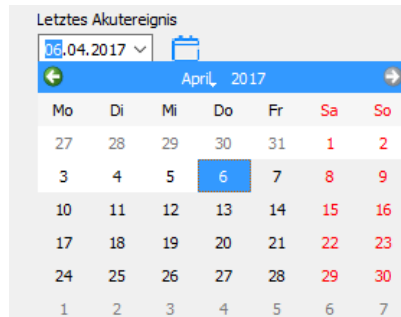 Letztes Akutereignis
06.04.2017
April, 2017
Mo Di Mi Do Fr Sa So
27 28 29 30 31 1 2
3 4 5 6 7 8 9
10 11 12 13 14 15 16
17 18 19 20 21 22 23
24 25 26 27 28 29 30
1 2 3 4 5 6 7